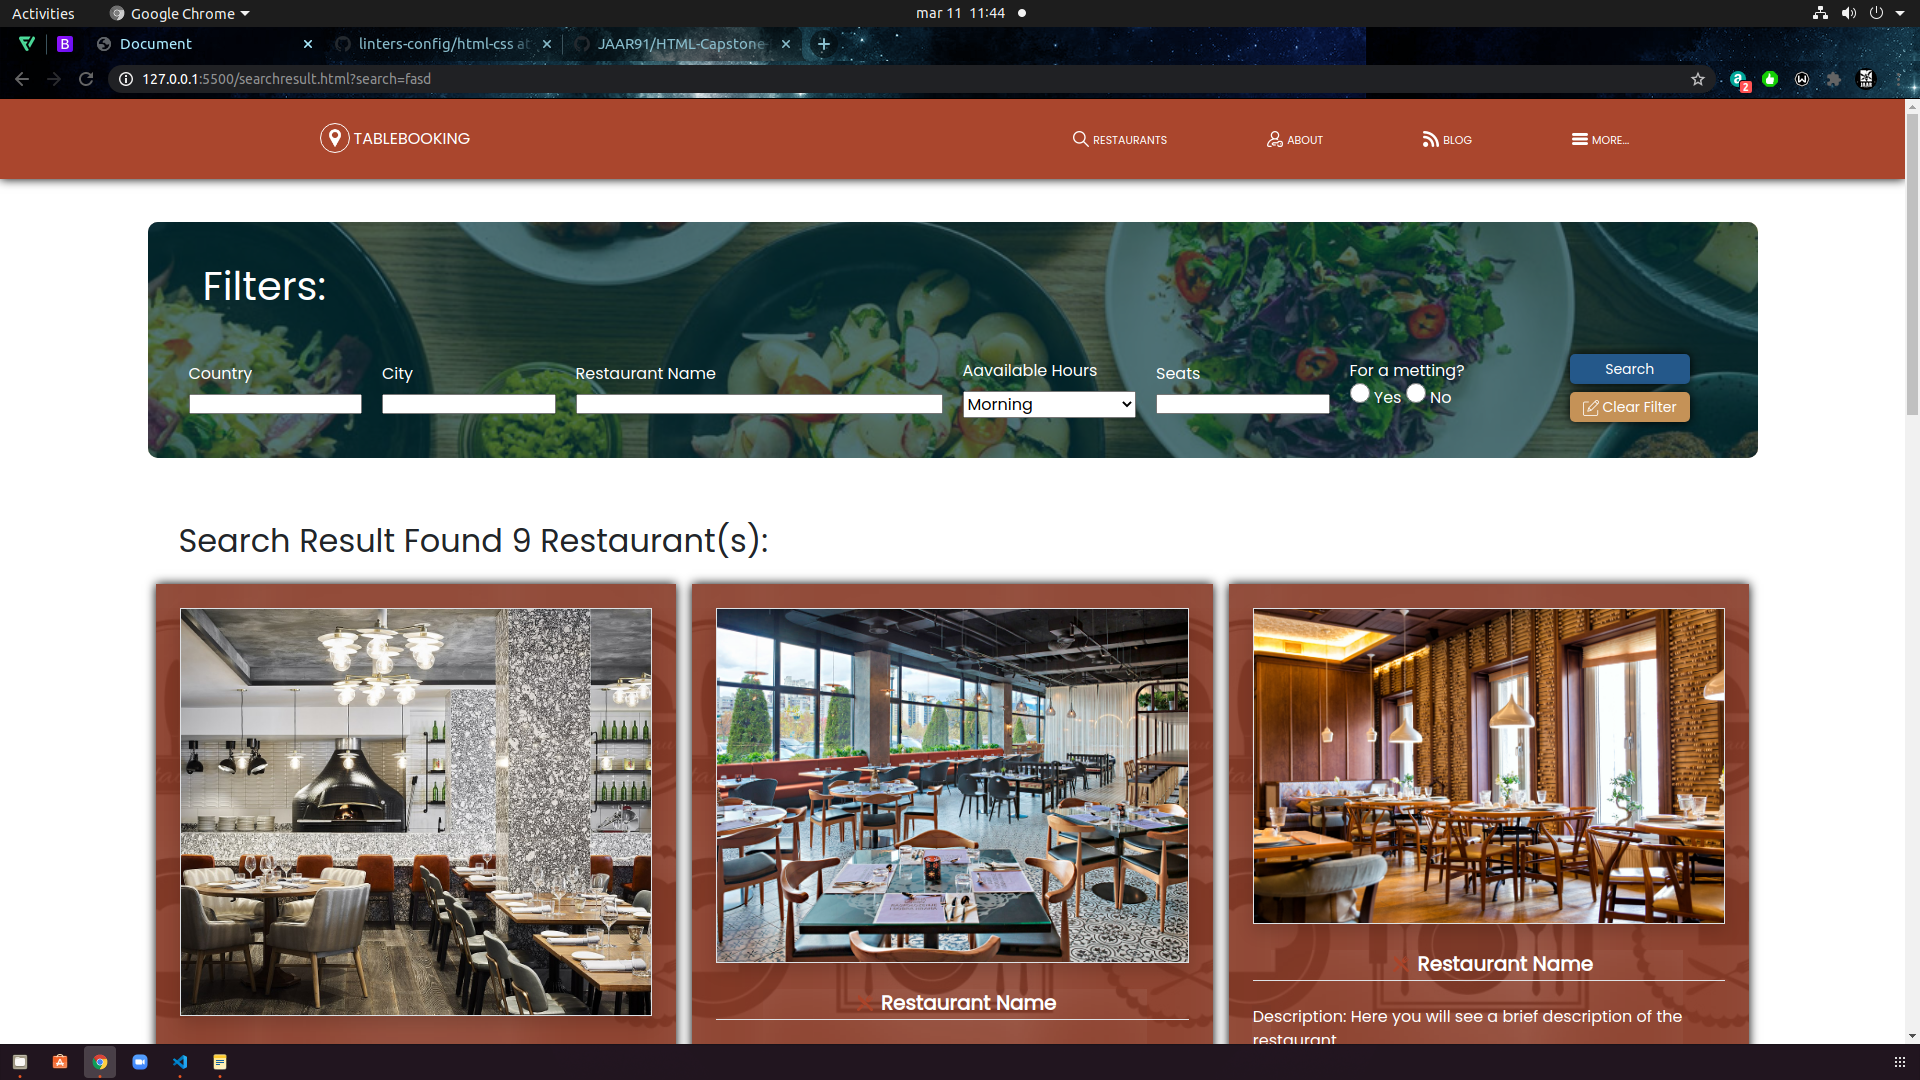 Activities
Google Chrome
mar 11 11:44
B
Document
linters-config/html-css at
JAAR91/HTML-Capstone
127.0.0.1:5500/searchresult.html?search=fasd
2
TABLEBOOKING
RESTAURANTS
ABOUT
BLOG
MORE...
Filters:
Country
City
Restaurant Name
Aavailable Hours
Morning
Seats
For a metting?
Yes
No
Search
Clear Filter
Search Result Found 9 Restaurant(s):
Restaurant Name
Restaurant Name
Description: Here you will see a brief description of the
restaurant